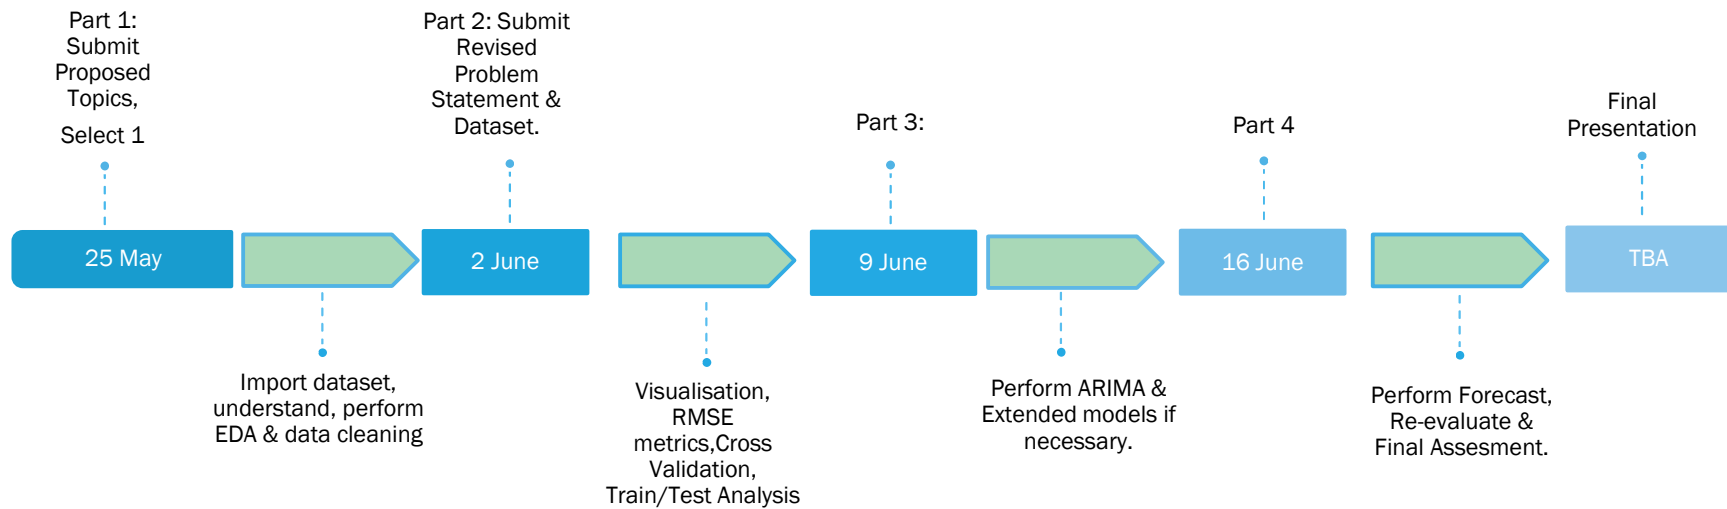 Part 1:
Submit
Proposed
Topics,
Select 1
Part 2: Submit
Revised
Problem
Statement &
Dataset.
Part 3:
Part 4
Final
Presentation
25 May
2 June
9 June
16 June
TBA
Import dataset,
understand, perform
EDA & data cleaning
Visualisation,
RMSE
metrics,Cross
Validation,
Train/Test Analysis
Perform ARIMA &
Extended models if
necessary.
Perform Forecast,
Re-evaluate &
Final Assesment.